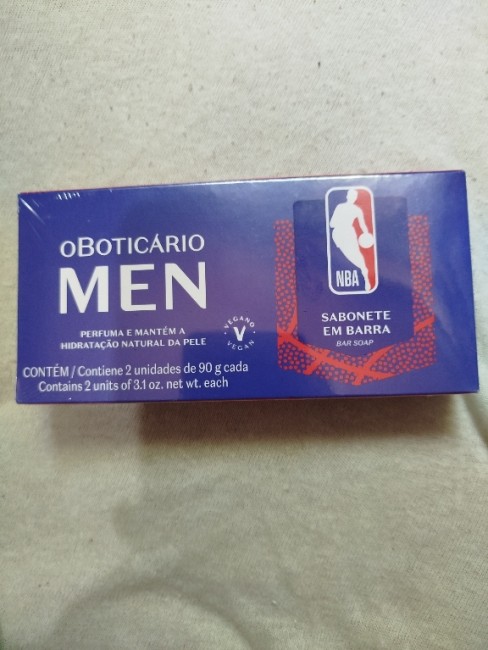 oBOTICÁRIO
MEN
PERFUMA E MANTÉM A
HIDRATAÇÃO NATURAL DA PELE
VEGANO
V
VEGAN
CONTÉM / Contiene 2 unidades de 90 g cada
Contains 2 units of 3.1 oz. net wt. each
NBA
SABONETE
EM BARRA
BAR SOAP